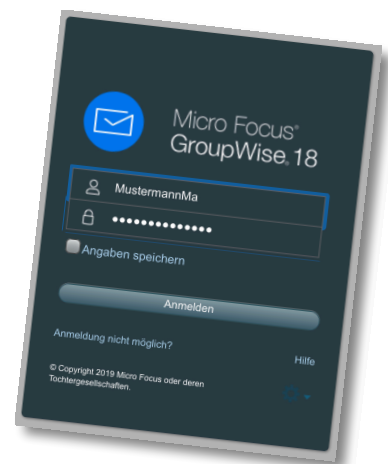 Micro Focus®
GroupWise® 18
MustermannMa
••••••••••••••
Angaben speichern
Anmelden
Anmeldung nicht möglich?
Hilfe
© Copyright 2019 Micro Focus oder deren
Tochtergesellschaften.